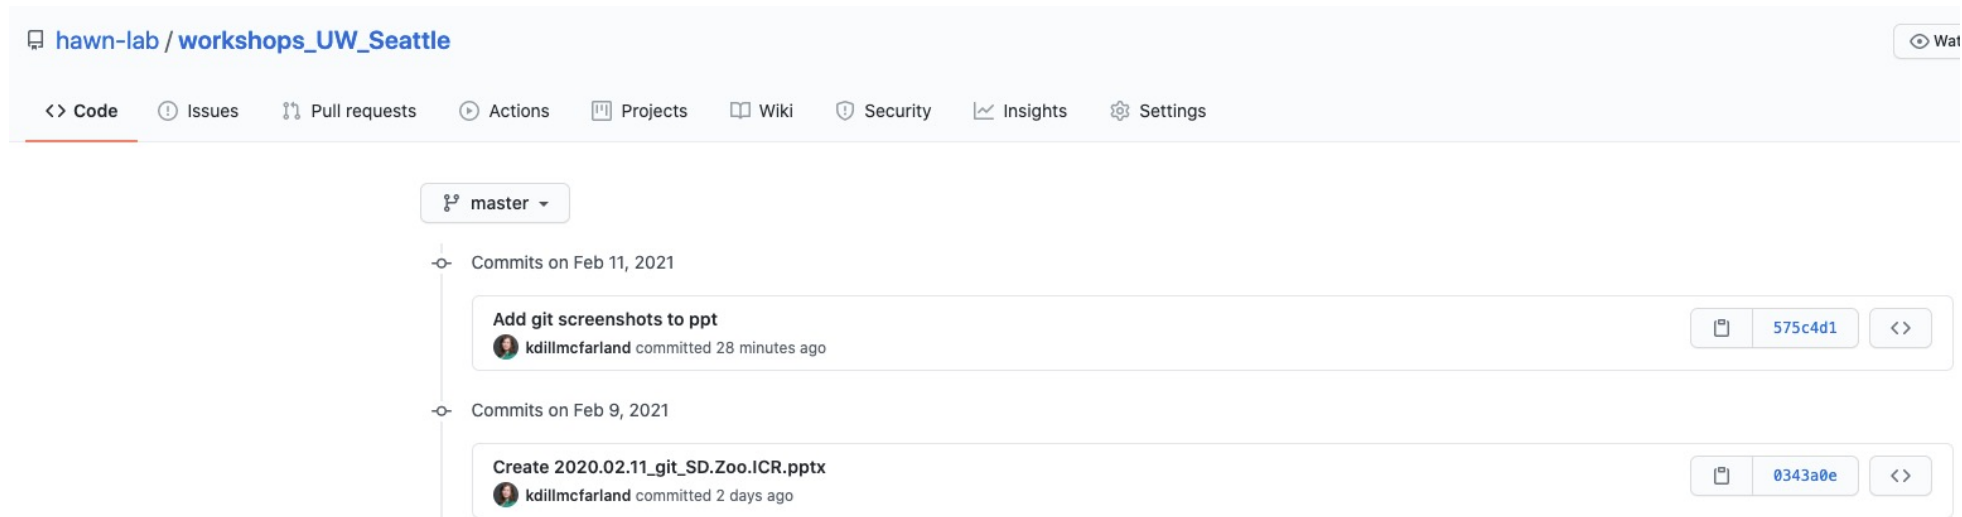 hawn-lab / workshops_UW_Seattle
Wat
<> Code Issues Pull requests Actions Projects Wiki Security Insights Settings
master
Commits on Feb 11, 2021
Add git screenshots to ppt
kdillmcfarland committed 28 minutes ago
575c4d1
<>
Commits on Feb 9, 2021
Create 2020.02.11_git_SD.Zoo.ICR.pptx
kdillmcfarland committed 2 days ago
0343a0e
<>